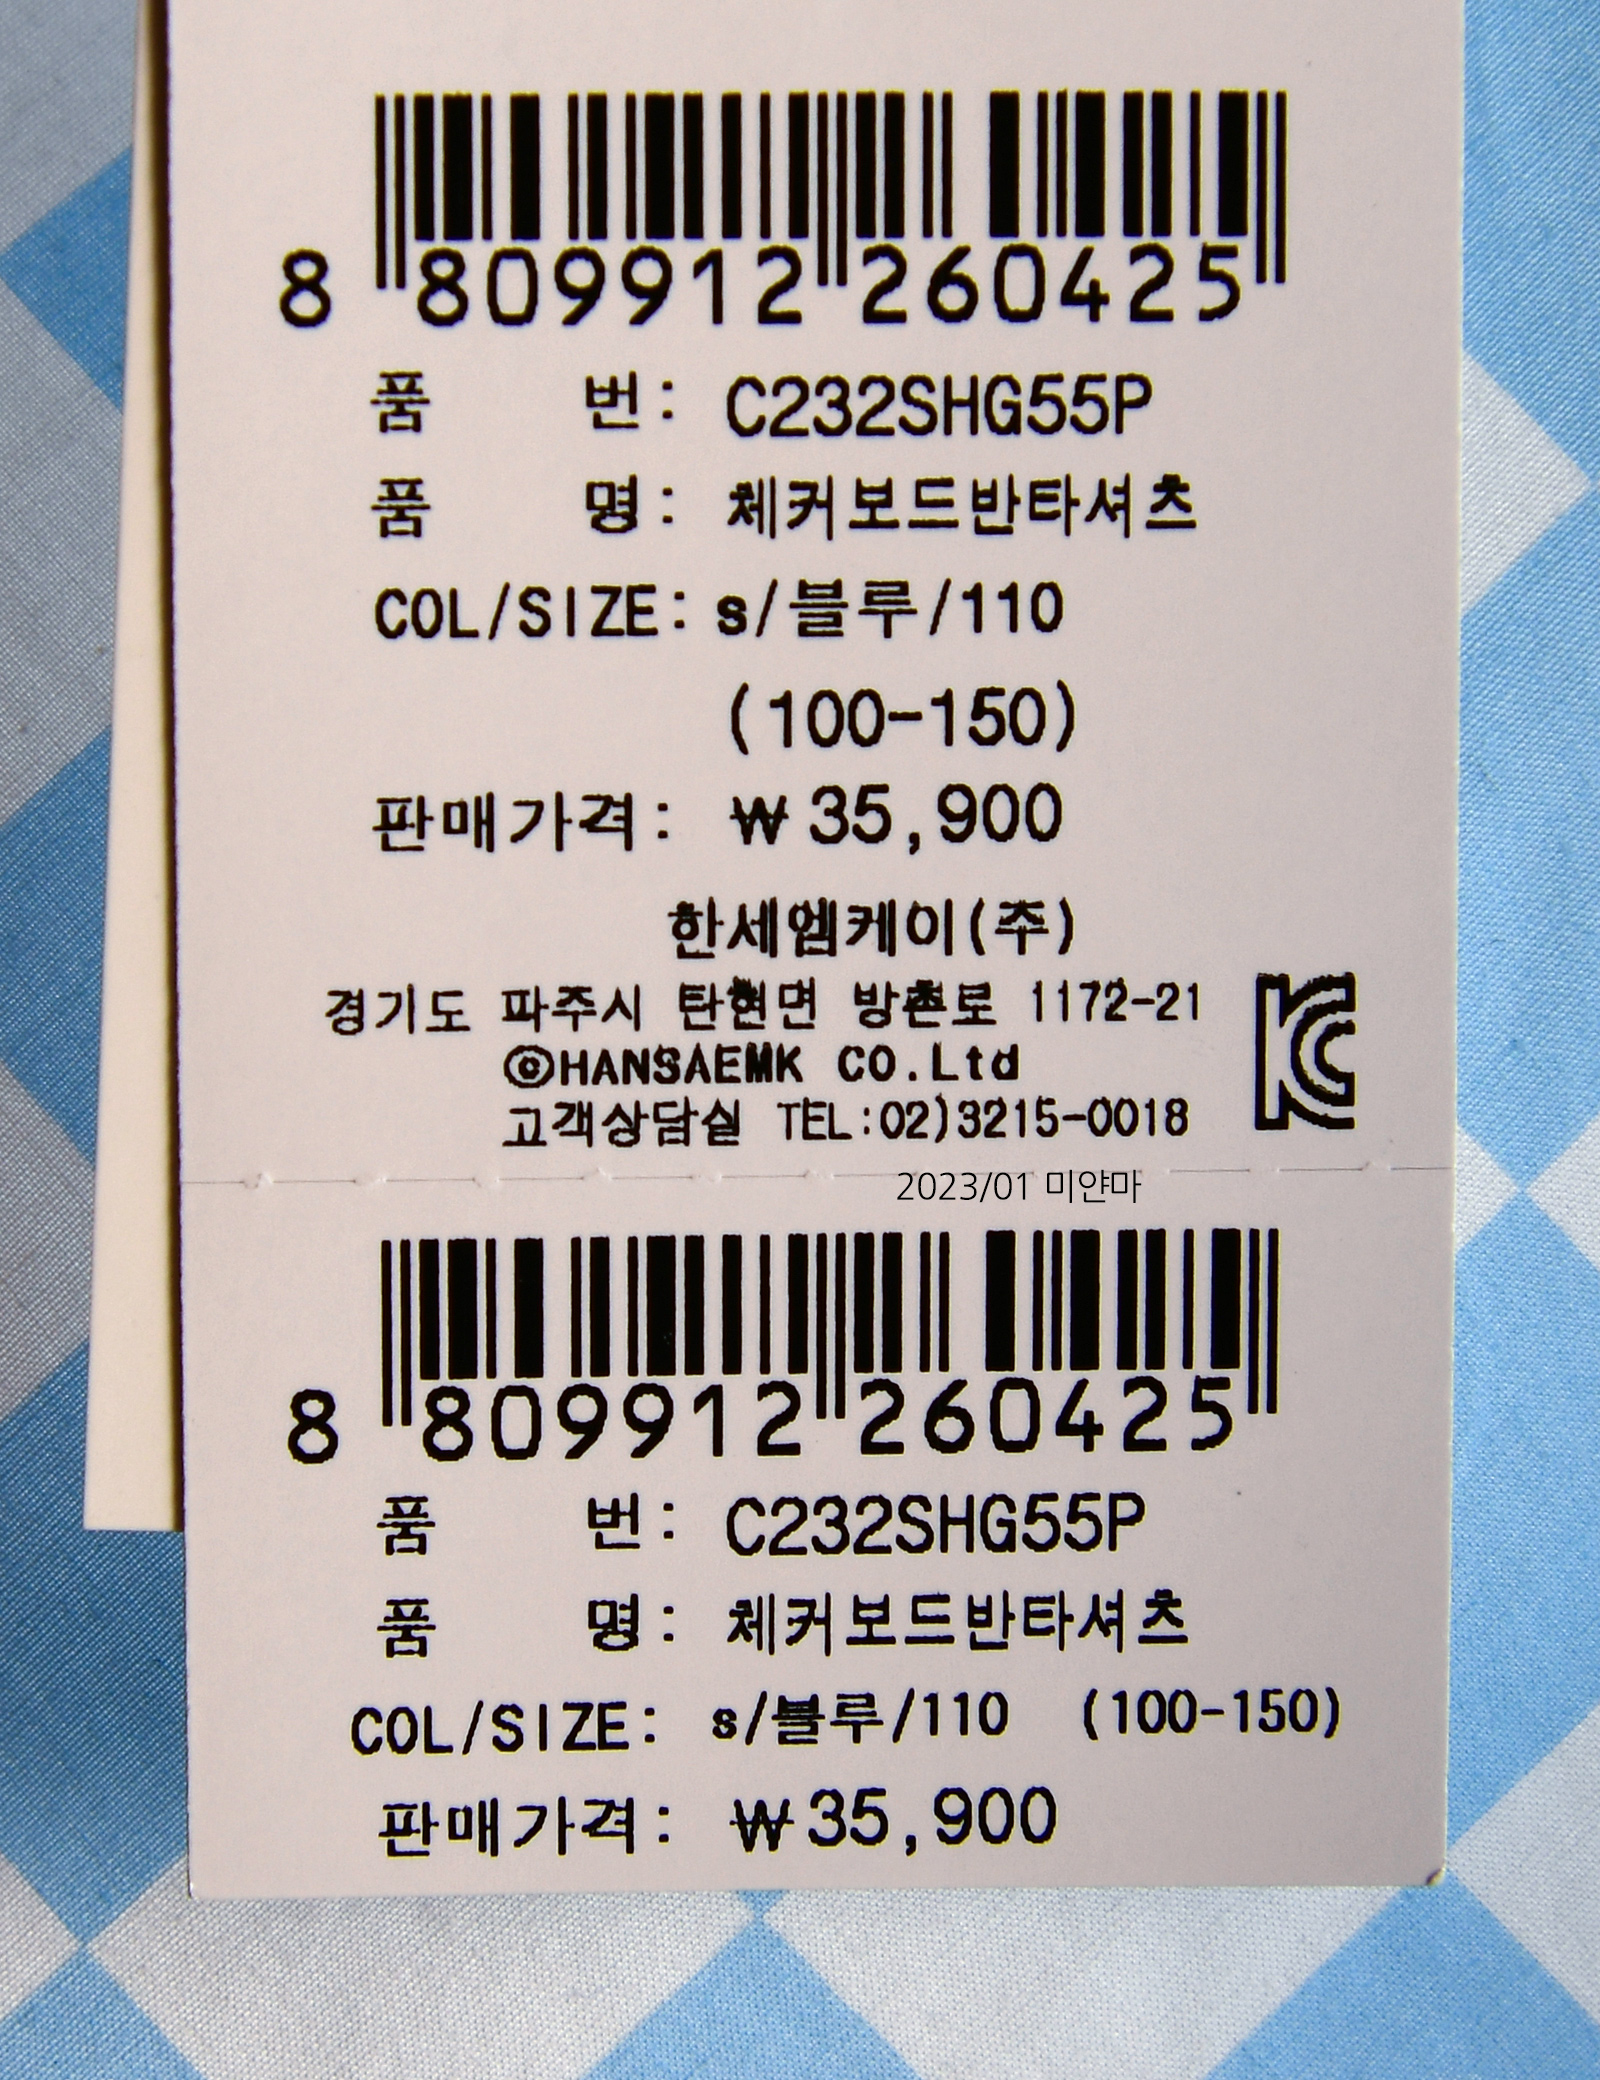 8 809912 260425
품 번: C232SHG55P
품 명: 체커보드반타셔츠
COL/SIZE: s/블루/110
(100-150)
판매가격: ₩35,900
한세엠케이(주)
경기도 파주시 탄현면 방촌로 1172-21
©HANSAEMK CO.Ltd
고객상담실 TEL:02)3215-0018
KC
2023/01 미얀마
8 809912 260425
품 번: C232SHG55P
품 명: 체커보드반타셔츠
COL/SIZE: s/블루/110 (100-150)
판매가격: ₩35,900